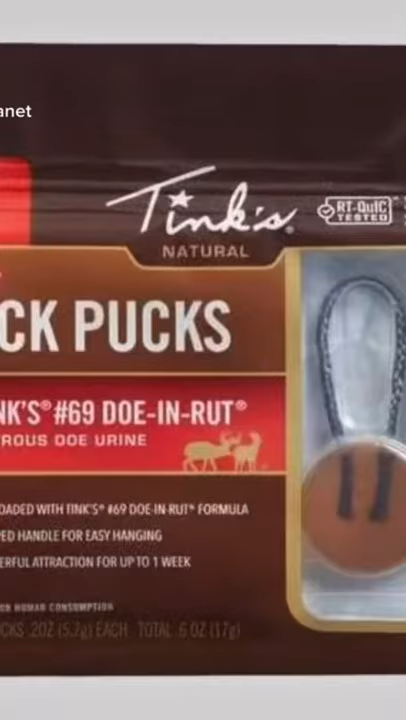 anet
Tink's®
RT-QuIC™
TESTED
NATURAL
CK PUCKS
NK'S® #69 DOE-IN-RUT®
ROUS DOE URINE
OADED WITH TINK'S® #69 DOE-IN-RUT® FORMULA
PED HANDLE FOR EASY HANGING
ERFUL ATTRACTION FOR UP TO 1 WEEK
OR HUMAN CONSUMPTION
CKS .2OZ (5.7g) EACH TOTAL .6 OZ (17g)